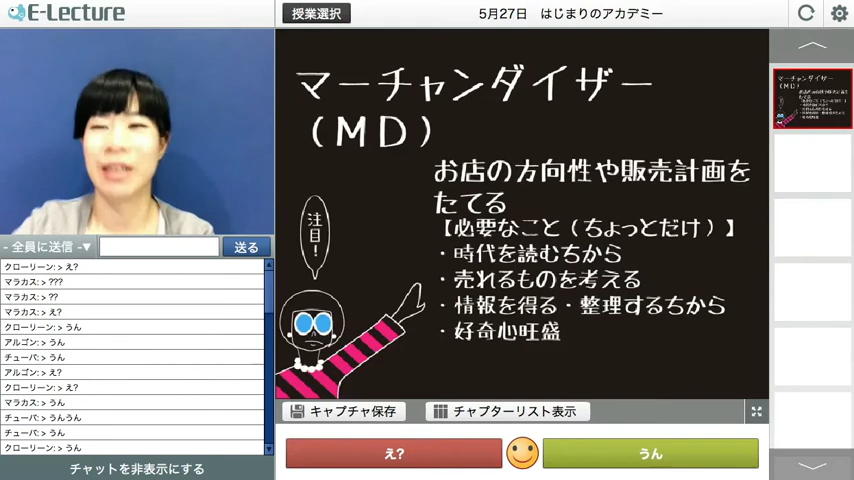 E-Lecture
授業選択
5月27日 はじまりのアカデミー
マーチャンダイザー
（MD）
お店の方向性や販売計画を
たてる
【必要なこと（ちょっとだけ）】
・時代を読むちから
・売れるものを考える
・情報を得る・整理するちから
・好奇心旺盛
注目！
- 全員に送信 -▼
送る
クローリーン: > え?
マラカス: > ???
マラカス: > ??
マラカス: > え?
クローリーン: > うん
アルゴン: > うん
チューバ: > うん
アルゴン: > え?
クローリーン: > え?
マラカス: > うん
チューバ: > うんうん
チューバ: > うん
クローリーン: > うん
チャットを非表示にする
キャプチャ保存
チャプターリスト表示
え?
うん
マーチャンダイザー
（MD）